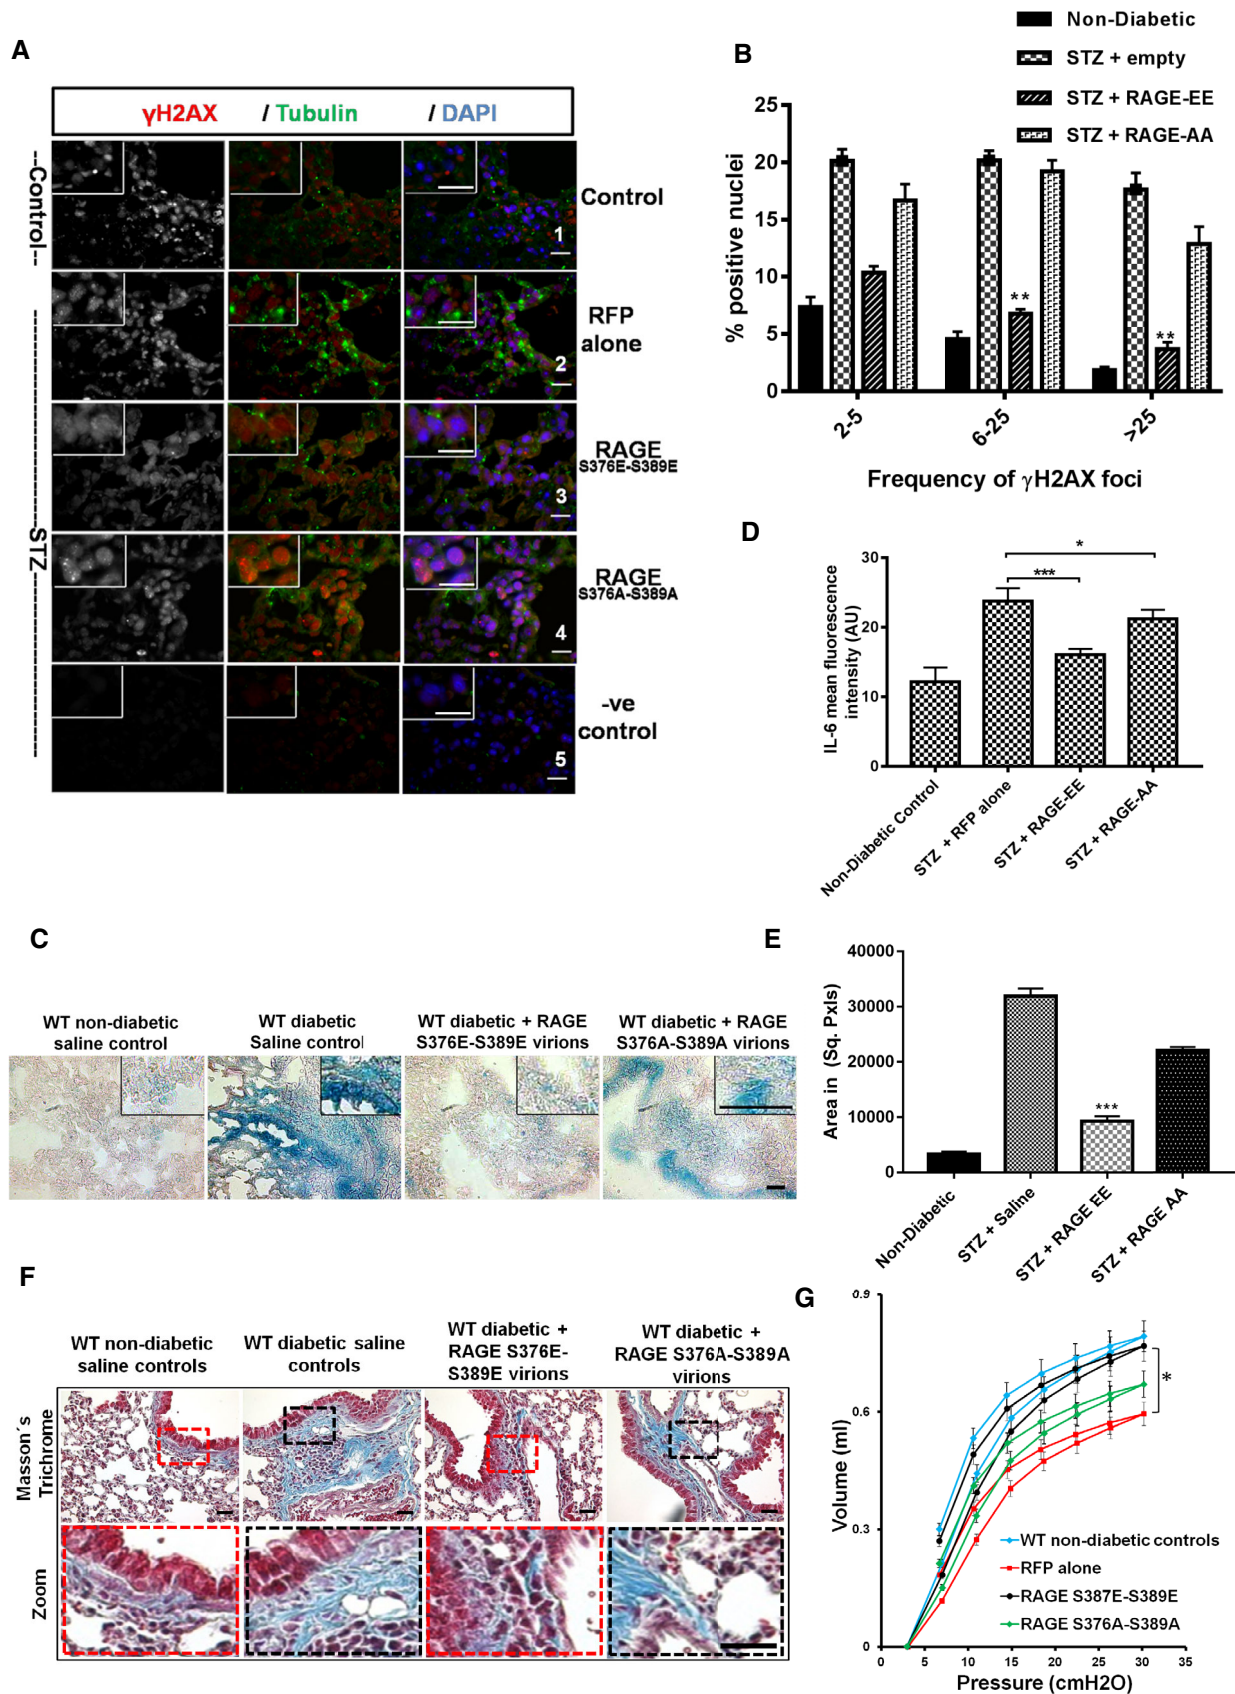 A
γH2AX / Tubulin / DAPI
--Control--
Control
1
STZ
RFP
alone
2
RAGE
S376E-S389E
3
RAGE
S376A-S389A
4
-ve
control
5
B
Non-Diabetic
STZ + empty
STZ + RAGE-EE
STZ + RAGE-AA
% positive nuclei
25
20
15
10
5
0
**
**
2-5
6-25
>25
Frequency of γH2AX foci
D
IL-6 mean fluorescence
intensity (AU)
30
20
10
0
*
***
Non-Diabetic Control
STZ + RFP alone
STZ + RAGE-EE
STZ + RAGE-AA
C
WT non-diabetic
saline control
WT diabetic
Saline control
WT diabetic + RAGE
S376E-S389E virions
WT diabetic + RAGE
S376A-S389A virions
E
Area in (Sq. Pxls)
40000
30000
20000
10000
0
***
Non-Diabetic
STZ + Saline
STZ + RAGE EE
STZ + RAGE AA
F
WT non-diabetic
saline controls
WT diabetic saline
controls
WT diabetic +
RAGE S376E-
S389E virions
WT diabetic +
RAGE S376A-S389A
virions
Masson´s
Trichrome
Zoom
G
Volume (ml)
0.9
0.6
0.3
0
*
WT non-diabetic controls
RFP alone
RAGE S387E-S389E
RAGE S376A-S389A
0
5
10
15
20
25
30
35
Pressure (cmH2O)